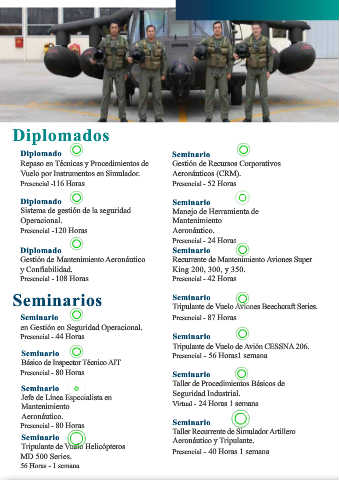 Diplomados
Diplomado
Repaso en Técnicas y Procedimientos de
Vuelo por Instrumentos en Simulador.
Presencial -116 Horas
Diplomado
Sistema de gestión de la seguridad
Operacional.
Presencial -120 Horas
Diplomado
Gestión de Mantenimiento Aeronáutico
y Confiabilidad.
Presencial - 108 Horas
Seminarios
Seminario
en Gestión en Seguridad Operacional.
Presencial - 44 Horas
Seminario
Básico de Inspector Técnico AIT
Presencial - 80 Horas
Seminario
Jefe de Línea Especialista en
Mantenimiento
Aeronáutico.
Presencial - 80 Horas
Seminario
Tripulante de Vuelo Helicópteros
MD 500 Series.
56 Horas - 1 semana
Seminario
Gestión de Recursos Corporativos
Aeronáuticos (CRM).
Presencial - 52 Horas
Seminario
Manejo de Herramienta de
Mantenimiento
Aeronáutico.
Presencial - 24 Horas
Seminario
Recurrente de Mantenimiento Aviones Super
King 200, 300, y 350.
Presencial - 42 Horas
Seminario
Tripulante de Vuelo Aviones Beechcraft Series.
Presencial - 87 Horas
Seminario
Tripulante de Vuelo de Avión CESSNA 206.
Presencial - 56 Horas1 semana
Seminario
Taller de Procedimientos Básicos de
Seguridad Industrial.
Virtual - 24 Horas 1 semana
Seminario
Taller Recurrente de Simulador Artillero
Aeronáutico y Tripulante.
Presencial - 40 Horas 1 semana